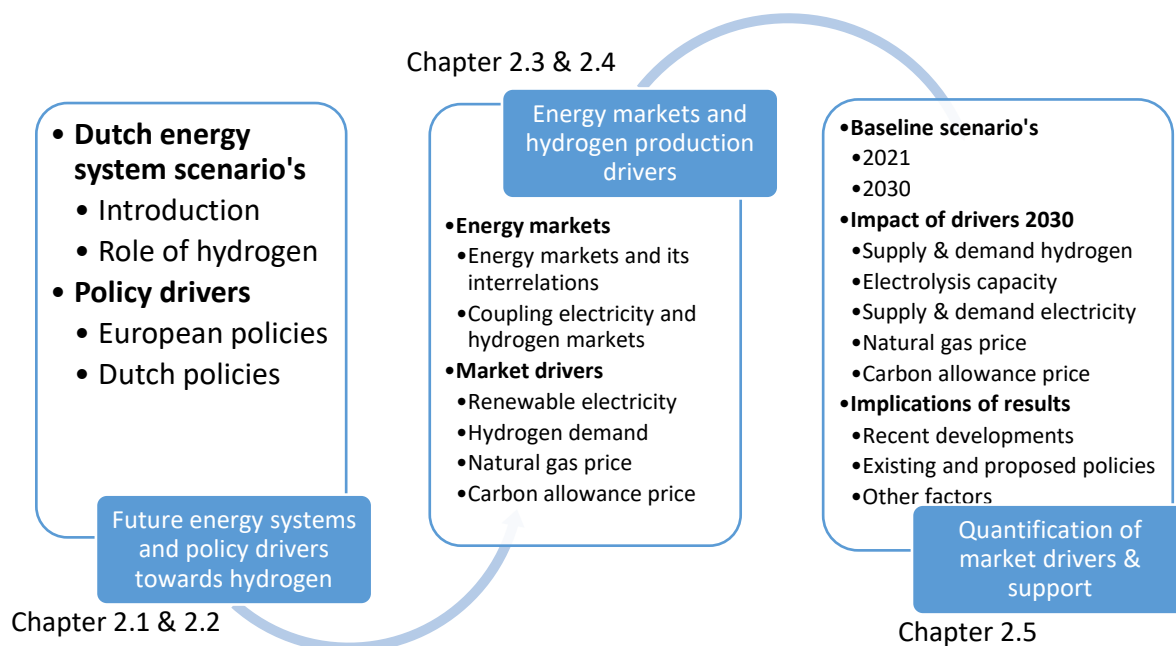 • Dutch energy
system scenario's
• Introduction
• Role of hydrogen
• Policy drivers
• European policies
• Dutch policies
Future energy systems
and policy drivers
towards hydrogen
Chapter 2.1 & 2.2
Chapter 2.3 & 2.4
Energy markets and
hydrogen production
drivers
•Energy markets
•Energy markets and its
interrelations
•Coupling electricity and
hydrogen markets
•Market drivers
•Renewable electricity
•Hydrogen demand
•Natural gas price
•Carbon allowance price
•Baseline scenario's
•2021
•2030
•Impact of drivers 2030
•Supply & demand hydrogen
•Electrolysis capacity
•Supply & demand electricity
•Natural gas price
•Carbon allowance price
•Implications of results
•Recent developments
•Existing and proposed policies
•Other factors
Quantification of
market drivers &
support
Chapter 2.5